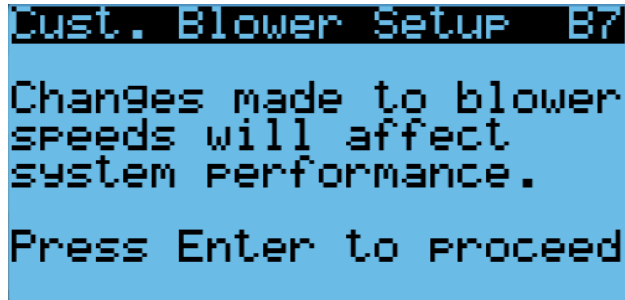 Cust. Blower Setup B7
Changes made to blower
speeds will affect
system performance.
Press Enter to proceed